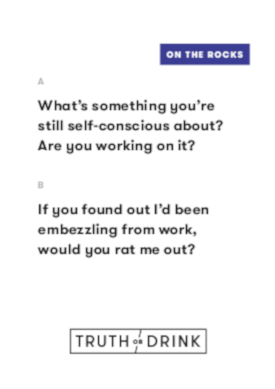 ON THE ROCKS
A
What's something you're
still self-conscious about?
Are you working on it?
B
If you found out I'd been
embezzling from work,
would you rat me out?
TRUTH OR DRINK